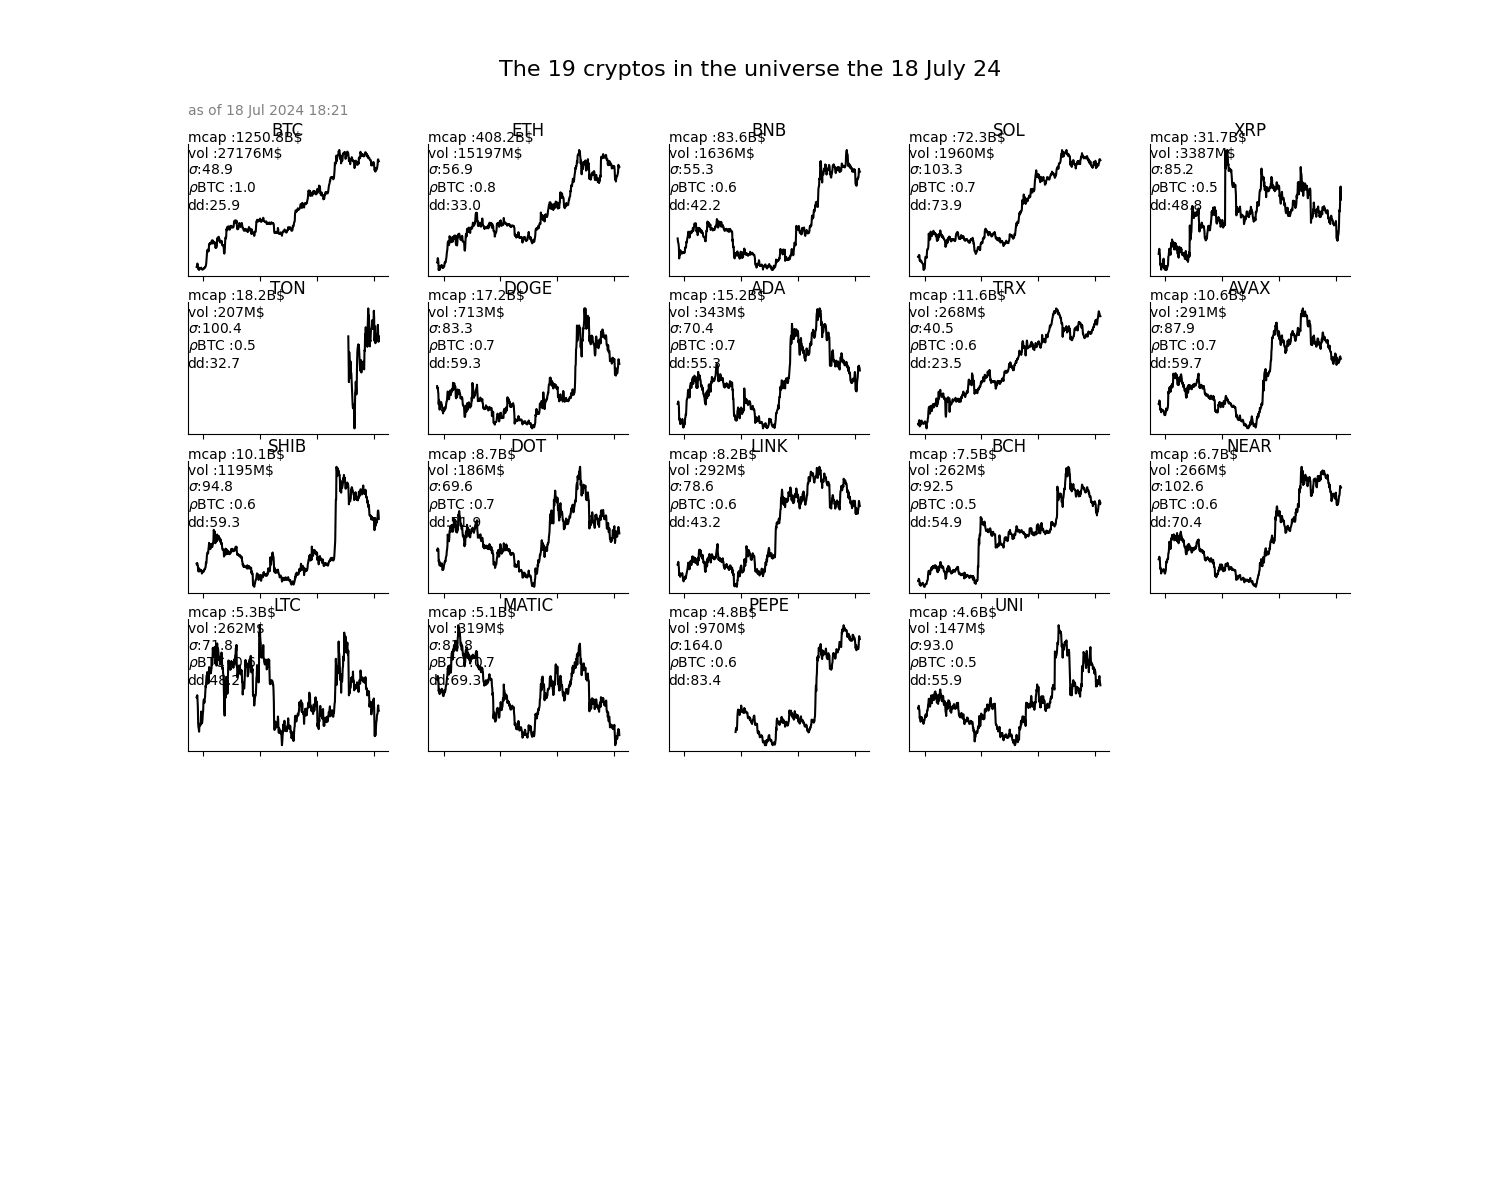 The 19 cryptos in the universe the 18 July 24
as of 18 Jul 2024 18:21
BTC
mcap :1250.8B$
vol :27176M$
σ:48.9
ρBTC :1.0
dd:25.9
ETH
mcap :408.2B$
vol :15197M$
σ:56.9
ρBTC :0.8
dd:33.0
BNB
mcap :83.6B$
vol :1636M$
σ:55.3
ρBTC :0.6
dd:42.2
SOL
mcap :72.3B$
vol :1960M$
σ:103.3
ρBTC :0.7
dd:73.9
XRP
mcap :31.7B$
vol :3387M$
σ:85.2
ρBTC :0.5
dd:48.8
TON
mcap :18.2B$
vol :207M$
σ:100.4
ρBTC :0.5
dd:32.7
DOGE
mcap :17.2B$
vol :713M$
σ:83.3
ρBTC :0.7
dd:59.3
ADA
mcap :15.2B$
vol :343M$
σ:70.4
ρBTC :0.7
dd:55.3
TRX
mcap :11.6B$
vol :268M$
σ:40.5
ρBTC :0.6
dd:23.5
AVAX
mcap :10.6B$
vol :291M$
σ:87.9
ρBTC :0.7
dd:59.7
SHIB
mcap :10.1B$
vol :1195M$
σ:94.8
ρBTC :0.6
dd:59.3
DOT
mcap :8.7B$
vol :186M$
σ:69.6
ρBTC :0.7
LINK
mcap :8.2B$
vol :292M$
σ:78.6
ρBTC :0.6
dd:43.2
BCH
mcap :7.5B$
vol :262M$
σ:92.5
ρBTC :0.5
dd:54.9
NEAR
mcap :6.7B$
vol :266M$
σ:102.6
ρBTC :0.6
dd:70.4
LTC
mcap :5.3B$
vol :262M$
σ:71.8
dd:48.2
MATIC
mcap :5.1B$
vol :319M$
ρBTC :0.7
dd:69.3
PEPE
mcap :4.8B$
vol :970M$
σ:164.0
ρBTC :0.6
dd:83.4
UNI
mcap :4.6B$
vol :147M$
σ:93.0
ρBTC :0.5
dd:55.9